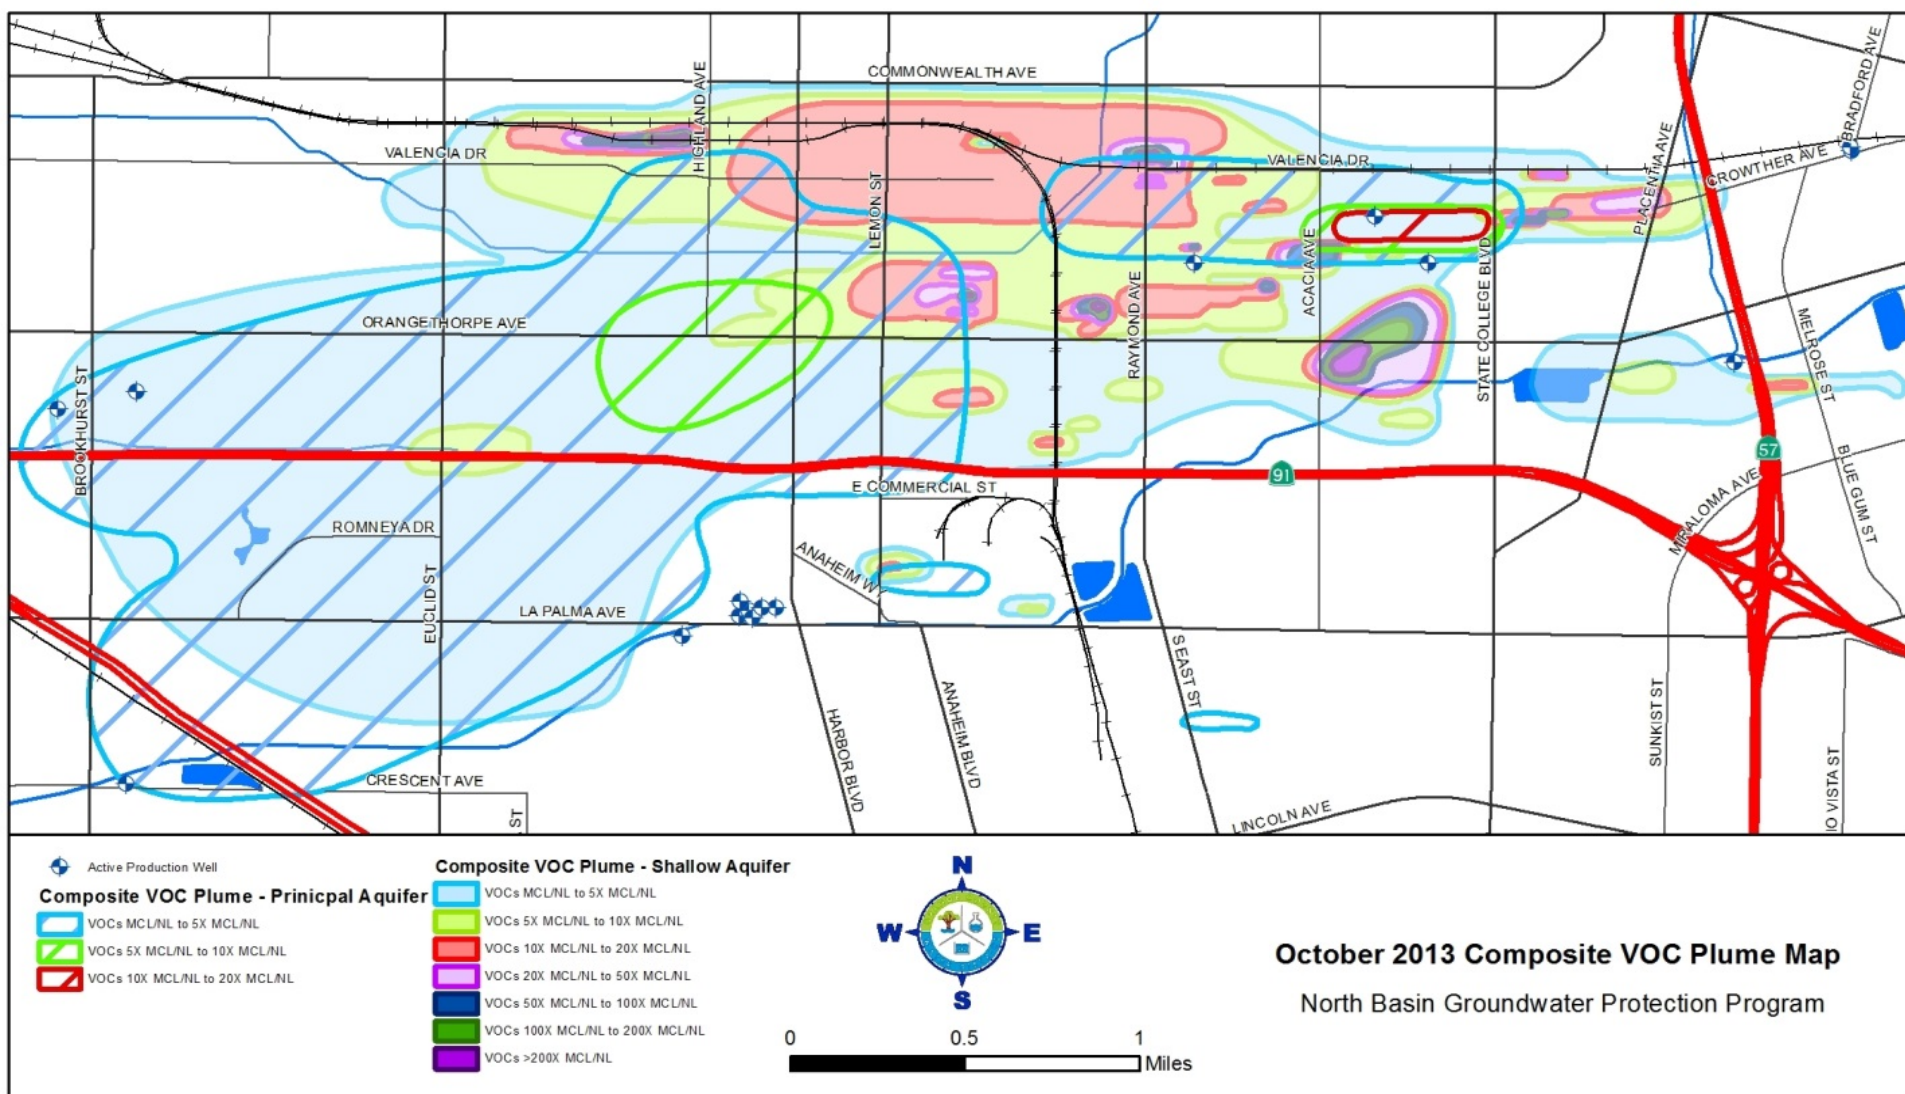 COMMONWEALTH AVE
HIGHLAND AVE
BRADFORD AVE
VALENCIA DR
VALENCIA DR
PLACENTIA AVE
CROWTHER AVE
LEMON ST
ACACIA AVE
STATE COLLEGE BLVD
RAYMOND AVE
ORANGETHORPE AVE
MELROSE ST
BROOKHURST ST
57
91
E COMMERCIAL ST
BLUE GUM ST
MIRALOMA AVE
ROMNEYA DR
ANAHEIM WY
EUCLID ST
LA PALMA AVE
S EAST ST
HARBOR BLVD
ANAHEIM BLVD
SUNKIST ST
IO VISTA ST
CRESCENT AVE
ST
LINCOLN AVE
Active Production Well
Composite VOC Plume - Prinicpal Aquifer
VOCs MCL/NL to 5X MCL/NL
VOCs 5X MCL/NL to 10X MCL/NL
VOCs 10X MCL/NL to 20X MCL/NL
Composite VOC Plume - Shallow Aquifer
VOCs MCL/NL to 5X MCL/NL
VOCs 5X MCL/NL to 10X MCL/NL
VOCs 10X MCL/NL to 20X MCL/NL
VOCs 20X MCL/NL to 50X MCL/NL
VOCs 50X MCL/NL to 100X MCL/NL
VOCs 100X MCL/NL to 200X MCL/NL
VOCs >200X MCL/NL
N
W E
S
0 0.5 1
Miles
October 2013 Composite VOC Plume Map
North Basin Groundwater Protection Program